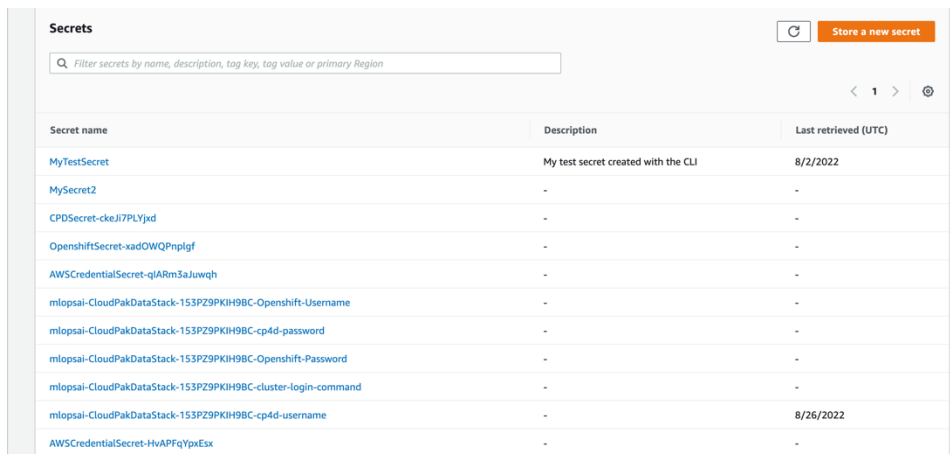 Secrets
Store a new secret
Filter secrets by name, description, tag key, tag value or primary Region
1
Secret name Description Last retrieved (UTC)
MyTestSecret My test secret created with the CLI 8/2/2022
MySecret2 - -
CPDSecret-ckeJi7PLYjxd - -
OpenshiftSecret-xadOWQPnplgf - -
AWSCredentialSecret-qIARm3aJuwqh - -
mlopsai-CloudPakDataStack-153PZ9PKIH9BC-Openshift-Username - -
mlopsai-CloudPakDataStack-153PZ9PKIH9BC-cp4d-password - -
mlopsai-CloudPakDataStack-153PZ9PKIH9BC-Openshift-Password - -
mlopsai-CloudPakDataStack-153PZ9PKIH9BC-cluster-login-command - -
mlopsai-CloudPakDataStack-153PZ9PKIH9BC-cp4d-username - 8/26/2022
AWSCredentialSecret-HvAPFqYpxEsx - -